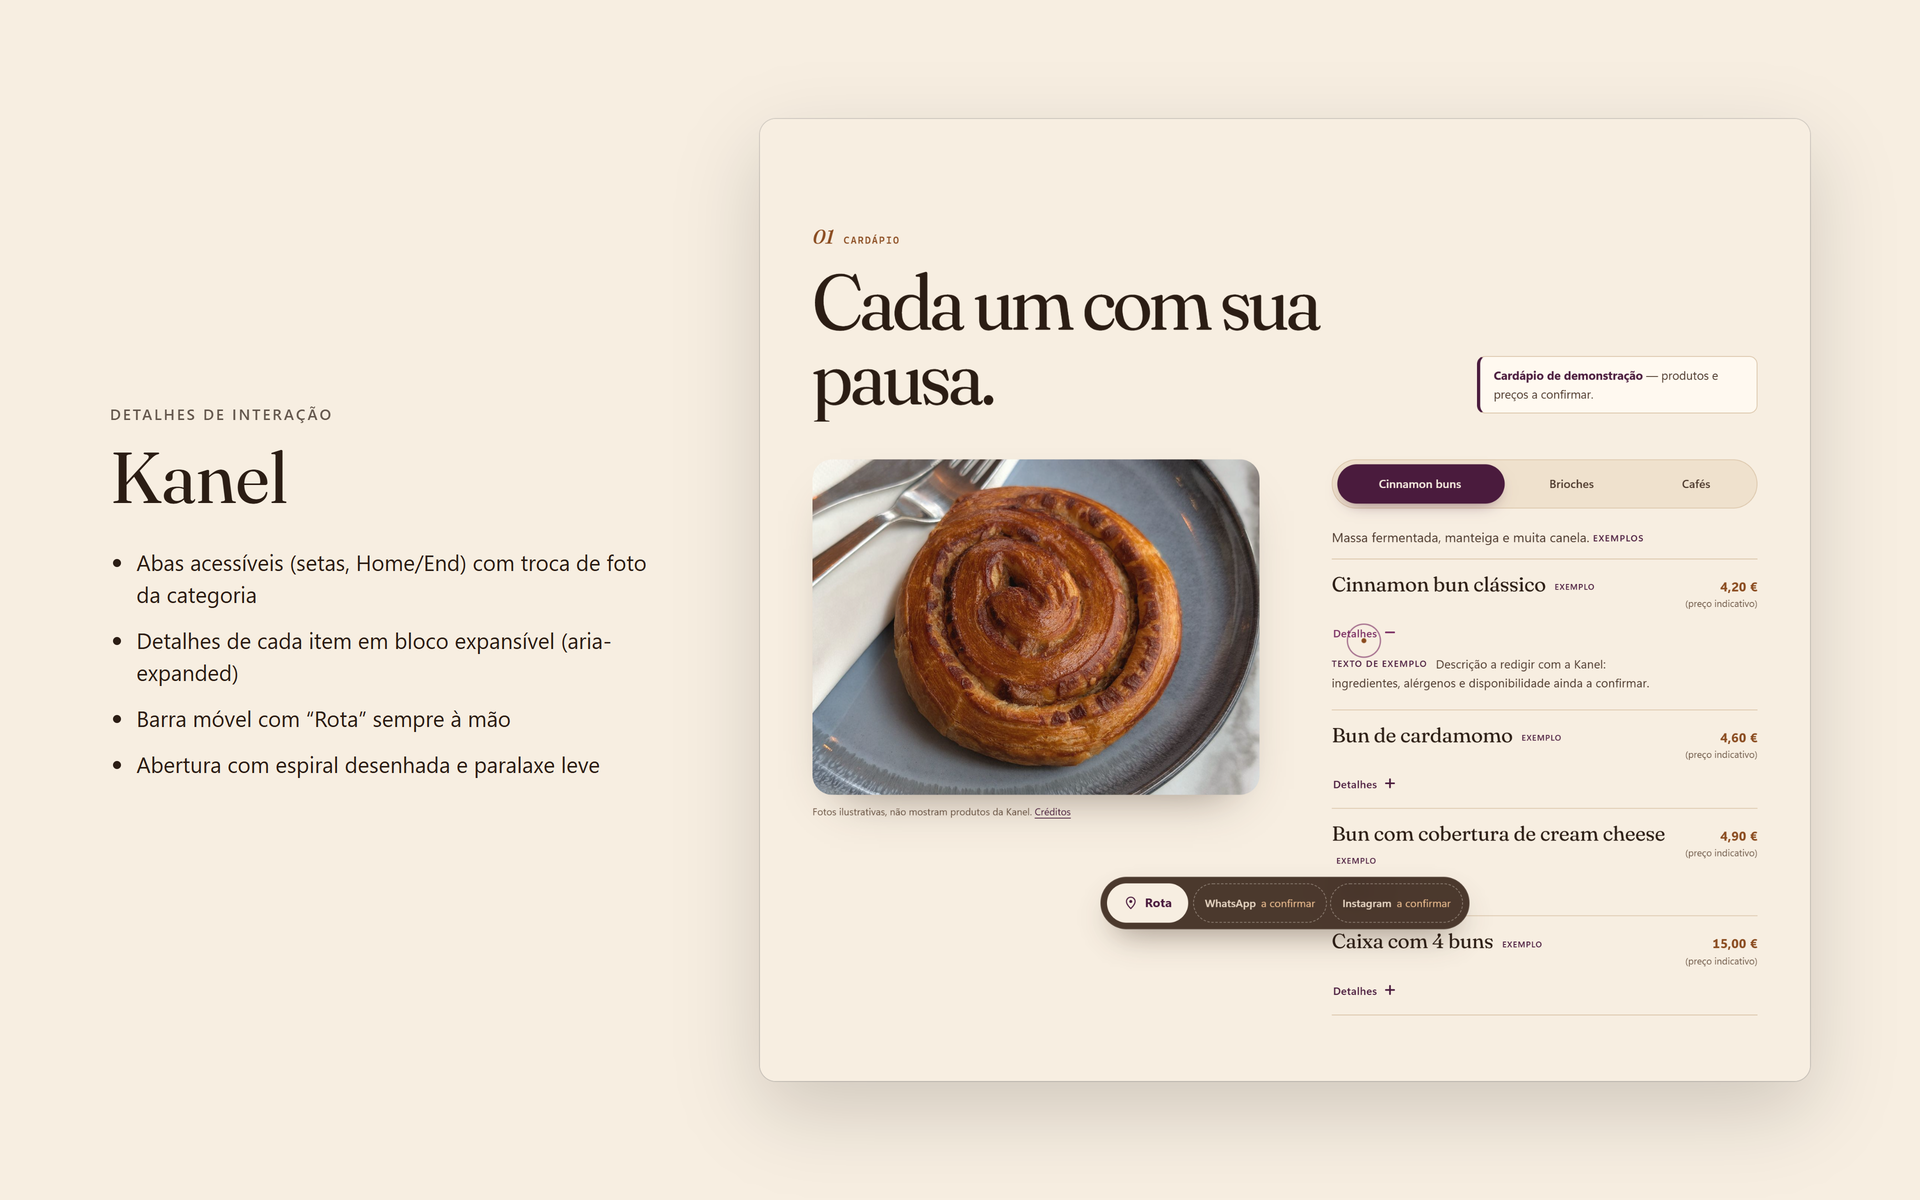 DETALHES DE INTERAÇÃO
Kanel
• Abas acessíveis (setas, Home/End) com troca de foto
da categoria
• Detalhes de cada item em bloco expansível (aria-
expanded)
• Barra móvel com “Rota” sempre à mão
• Abertura com espiral desenhada e paralaxe leve
01 CARDÁPIO
Cada um com sua
pausa.
Cardápio de demonstração — produtos e
preços a confirmar.
Fotos ilustrativas, não mostram produtos da Kanel. Créditos
Cinnamon buns Brioches Cafés
Massa fermentada, manteiga e muita canela. EXEMPLOS
Cinnamon bun clássico EXEMPLO 4,20 €
(preço indicativo)
Detalhes −
TEXTO DE EXEMPLO Descrição a redigir com a Kanel:
ingredientes, alérgenos e disponibilidade ainda a confirmar.
Bun de cardamomo EXEMPLO 4,60 €
(preço indicativo)
Detalhes +
Bun com cobertura de cream cheese 4,90 €
(preço indicativo)
EXEMPLO
Rota WhatsApp a confirmar Instagram a confirmar
Caixa com 4 buns EXEMPLO 15,00 €
(preço indicativo)
Detalhes +